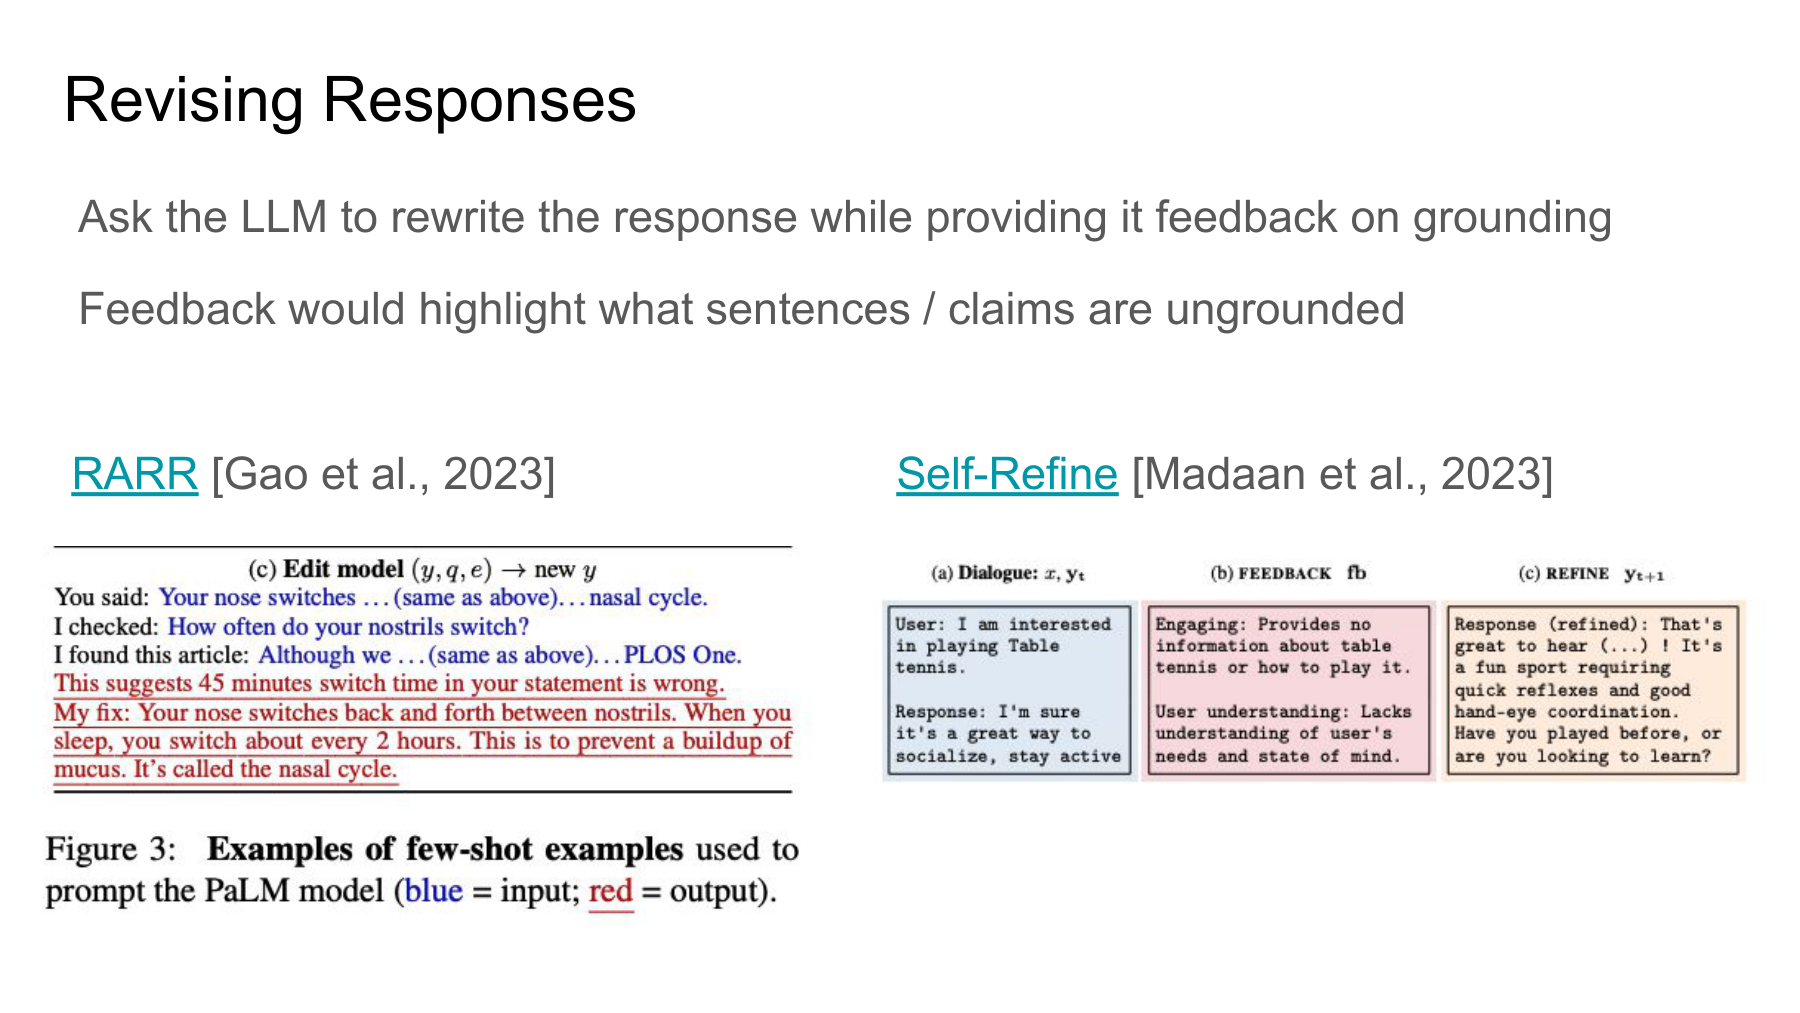 Revising Responses
Ask the LLM to rewrite the response while providing it feedback on grounding
Feedback would highlight what sentences / claims are ungrounded
RARR [Gao et al., 2023]
(c) Edit model (y, q, e) → new y
You said: Your nose switches ...(same as above)...nasal cycle.
I checked: How often do your nostrils switch?
I found this article: Although we ...(same as above)...PLOS One.
This suggests 45 minutes switch time in your statement is wrong.
My fix: Your nose switches back and forth between nostrils. When you
sleep, you switch about every 2 hours. This is to prevent a buildup of
mucus. It's called the nasal cycle.
Figure 3: Examples of few-shot examples used to
prompt the PaLM model (blue = input; red = output).
Self-Refine [Madaan et al., 2023]
(a) Dialogue: x, yt
User: I am interested
in playing Table
tennis.
Response: I'm sure
it's a great way to
socialize, stay active
(b) FEEDBACK fb
Engaging: Provides no
information about table
tennis or how to play it.
User understanding: Lacks
understanding of user's
needs and state of mind.
(c) REFINE yt+1
Response (refined): That's
great to hear (...) ! It's
a fun sport requiring
quick reflexes and good
hand-eye coordination.
Have you played before, or
are you looking to learn?